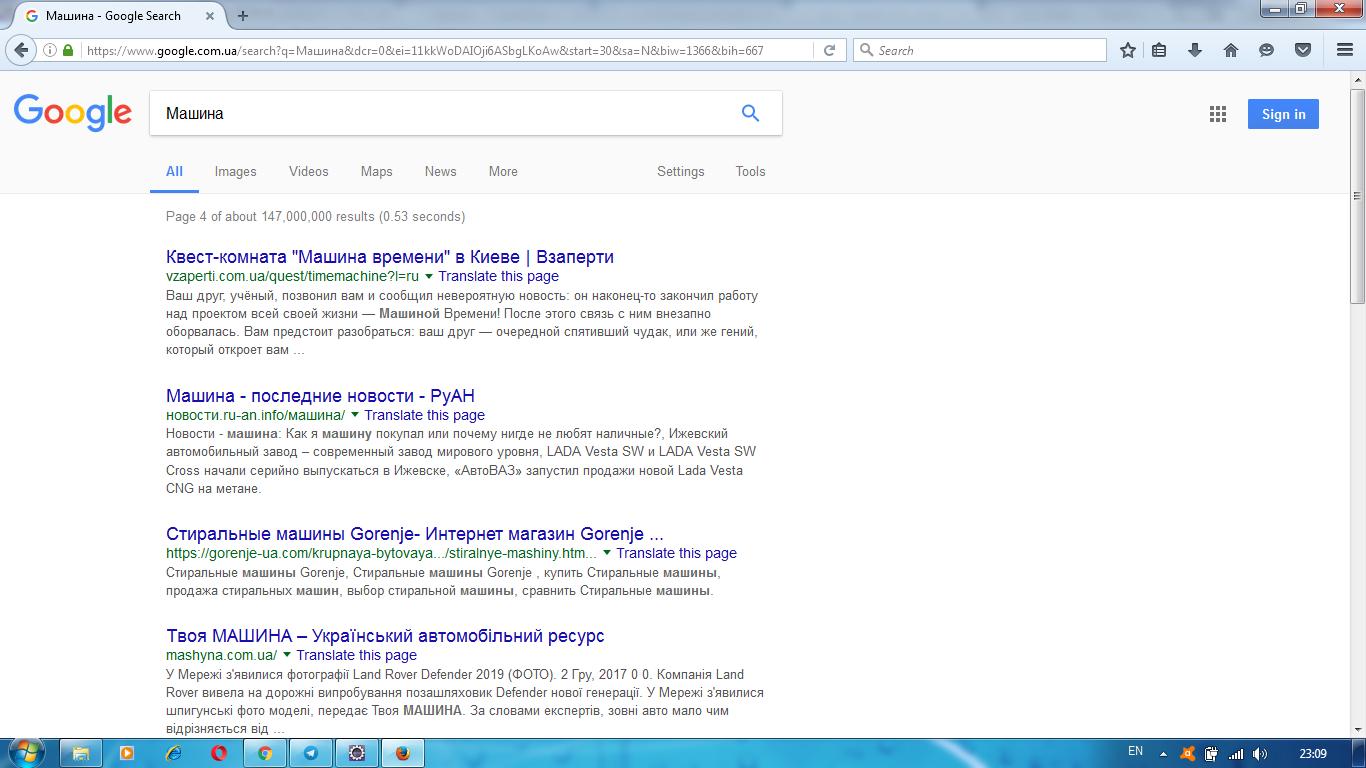 Машина - Google Search
https://www.google.com.ua/search?q=Машина&dcr=0&ei=11kkWoDAIOji6ASbgLKoAw&start=30&sa=N&biw=1366&bih=667
Search
Google
Машина
Sign in
All Images Videos Maps News More Settings Tools
Page 4 of about 147,000,000 results (0.53 seconds)
Квест-комната "Машина времени" в Киеве | Взаперти
vzaperti.com.ua/quest/timemachine?l=ru Translate this page
Ваш друг, учёный, позвонил вам и сообщил невероятную новость: он наконец-то закончил работу
над проектом всей своей жизни — Машиной Времени! После этого связь с ним внезапно
оборвалась. Вам предстоит разобраться: ваш друг — очередной спятивший чудак, или же гений,
который откроет вам ...
Машина - последние новости - РуАН
новости.ru-an.info/машина/ Translate this page
Новости - машина: Как я машину покупал или почему нигде не любят наличные?, Ижевский
автомобильный завод – современный завод мирового уровня, LADA Vesta SW и LADA Vesta SW
Cross начали серийно выпускаться в Ижевске, «АвтоВАЗ» запустил продажи новой Lada Vesta
CNG на метане.
Стиральные машины Gorenje- Интернет магазин Gorenje ...
https://gorenje-ua.com/krupnaya-bytovaya.../stiralnye-mashiny.htm... Translate this page
Стиральные машины Gorenje, Стиральные машины Gorenje , купить Стиральные машины,
продажа стиральных машин, выбор стиральной машины, сравнить Стиральные машины.
Твоя МАШИНА – Український автомобільний ресурс
mashyna.com.ua/ Translate this page
У Мережі з'явилися фотографії Land Rover Defender 2019 (ФОТО). 2 Гру, 2017 0 0. Компанія Land
Rover вивела на дорожні випробування позашляховик Defender нової генерації. У Мережі з'явилися
шпигунські фото моделі, передає Твоя МАШИНА. За словами експертів, зовні авто мало чим
відрізняється від ...
EN 23:09